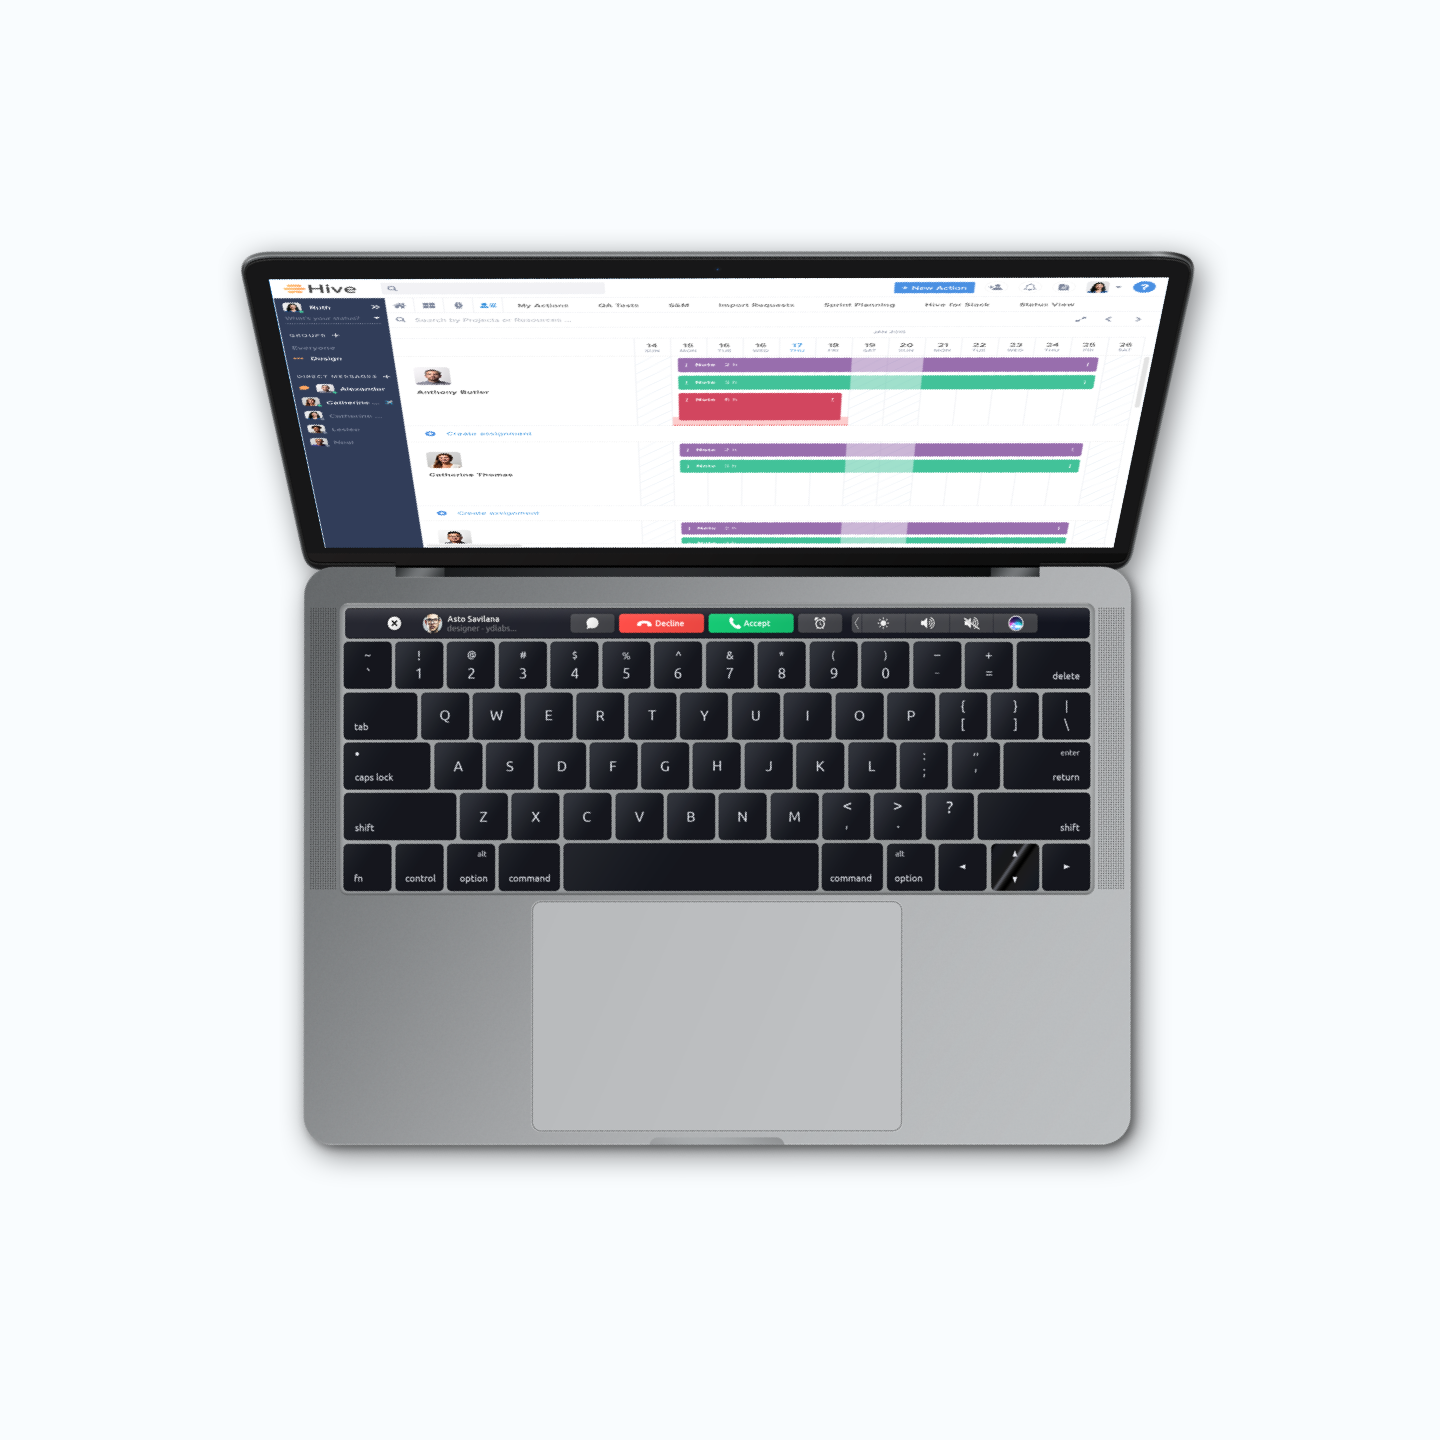 Hive
+ New Action
Ruth
What's your status?
My Actions
QA Tests
S&M
Import Requests
Sprint Planning
Hive for Slack
Status View
Search by Projects or Resources ...
GROUPS +
Everyone
Design
DIRECT MESSAGES +
Alexander
Catherine ...
Catherine ...
JAN 2019
14 15 16 16 17 18 19 20 21 22 23 24 25 26
SUN MON TUE WED THU FRI SAT SUN MON TUE WED THU FRI SAT
Note 2 h
Note 3 h
Note 6 h
Anthony Butler
Create assignment
Note 2 h
Note 3 h
Catherine Thomas
Create assignment
Note 2 h
Asto Savilana
designer - ydlabs...
Decline
Accept
~ ! @ # $ % ^ & * ( ) — +
` 1 2 3 4 5 6 7 8 9 0 - =
delete
tab Q W E R T Y U I O P { [ } ] | \
caps lock A S D F G H J K L : ; " ' enter return
shift Z X C V B N M < , > . ? shift
fn control alt option command command alt option